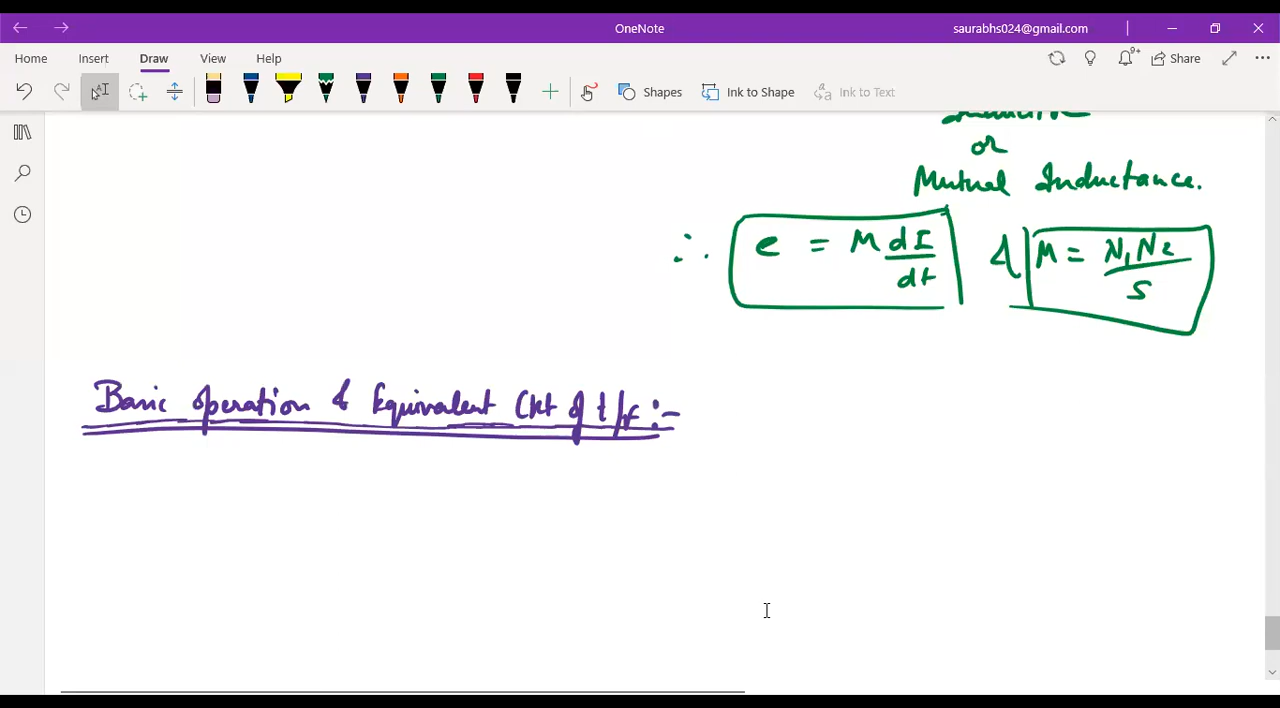 OneNote
saurabhs024@gmail.com
Home Insert Draw View Help
Share
Shapes Ink to Shape Ink to Text
or
Mutual Inductance.
∴ e = M dI/dt & M = N₁N₂/S
Basic operation & Equivalent Ckt of t/f :-